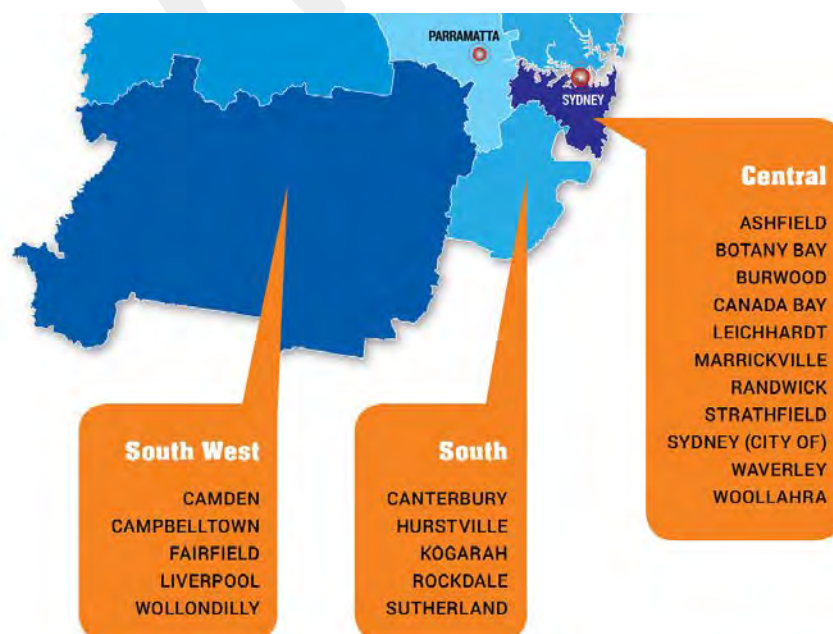 PARRAMATTA
SYDNEY
Central
ASHFIELD
BOTANY BAY
BURWOOD
CANADA BAY
LEICHHARDT
MARRICKVILLE
RANDWICK
STRATHFIELD
SYDNEY (CITY OF)
WAVERLEY
WOOLLAHRA
South West
CAMDEN
CAMPBELLTOWN
FAIRFIELD
LIVERPOOL
WOLLONDILLY
South
CANTERBURY
HURSTVILLE
KOGARAH
ROCKDALE
SUTHERLAND